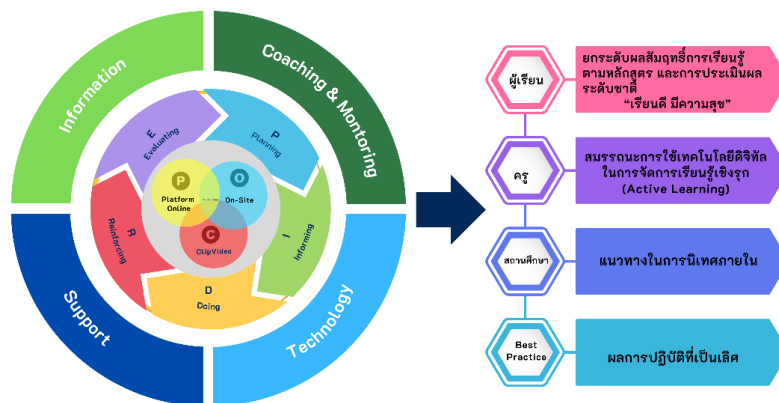 Information
Coaching & Montoring
Support
Technology
E
Evaluating
P
Planning
I
Informing
D
Doing
R
Reinforcing
P
Platform
Online
O
On-Site
C
ClipVideo
ผู้เรียน
ยกระดับผลสัมฤทธิ์การเรียนรู้
ตามหลักสูตร และการประเมินผล
ระดับชาติ
“เรียนดี มีความสุข”
ครู
สมรรถนะการใช้เทคโนโลยีดิจิทัล
ในการจัดการเรียนรู้เชิงรุก
(Active Learning)
สถานศึกษา
แนวทางในการนิเทศภายใน
Best
Practice
ผลการปฏิบัติที่เป็นเลิศ